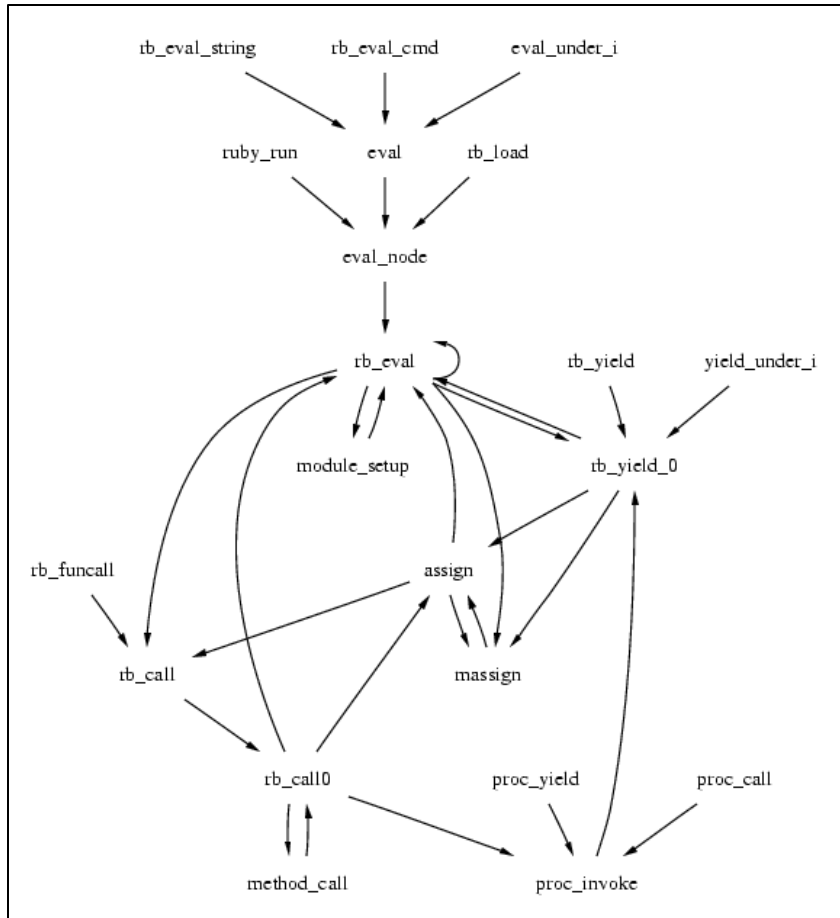 rb_eval_string rb_eval_cmd eval_under_i
ruby_run eval rb_load
eval_node
rb_eval rb_yield yield_under_i
module_setup rb_yield_0
rb_funcall assign
rb_call massign
rb_call0 proc_yield proc_call
method_call proc_invoke